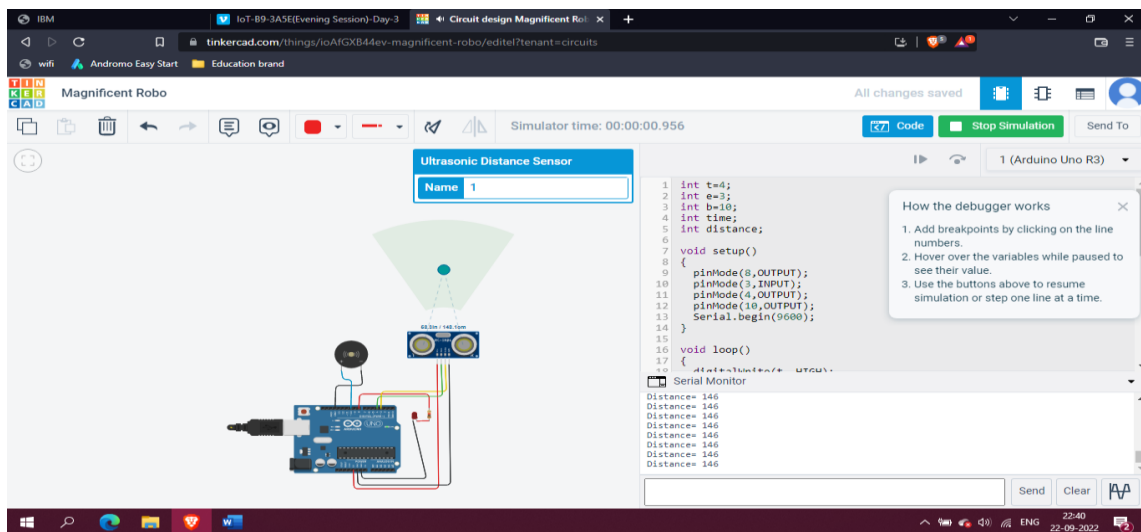 IBM
IoT-B9-3A5E(Evening Session)-Day-3
Circuit design Magnificent Rob
tinkercad.com/things/ioAfGXB44ev-magnificent-robo/editel?tenant=circuits
wifi
Andromo Easy Start
Education brand
TIN
KER
CAD
Magnificent Robo
All changes saved
Simulator time: 00:00:00.956
Code
Stop Simulation
Send To
Ultrasonic Distance Sensor
Name 1
1 (Arduino Uno R3)
1 int t=4;
2 int e=3;
3 int b=10;
4 int time;
5 int distance;
6
7 void setup()
8 {
9 pinMode(8,OUTPUT);
10 pinMode(3,INPUT);
11 pinMode(4,OUTPUT);
12 pinMode(10,OUTPUT);
13 Serial.begin(9600);
14 }
15
16 void loop()
17 {
18 digitalWrite(t, HIGH);
How the debugger works
1. Add breakpoints by clicking on the line
numbers.
2. Hover over the variables while paused to
see their value.
3. Use the buttons above to resume
simulation or step one line at a time.
UNO
Serial Monitor
Distance= 146
Distance= 146
Distance= 146
Distance= 146
Distance= 146
Distance= 146
Distance= 146
Distance= 146
Send
Clear
ENG
22:40
22-09-2022